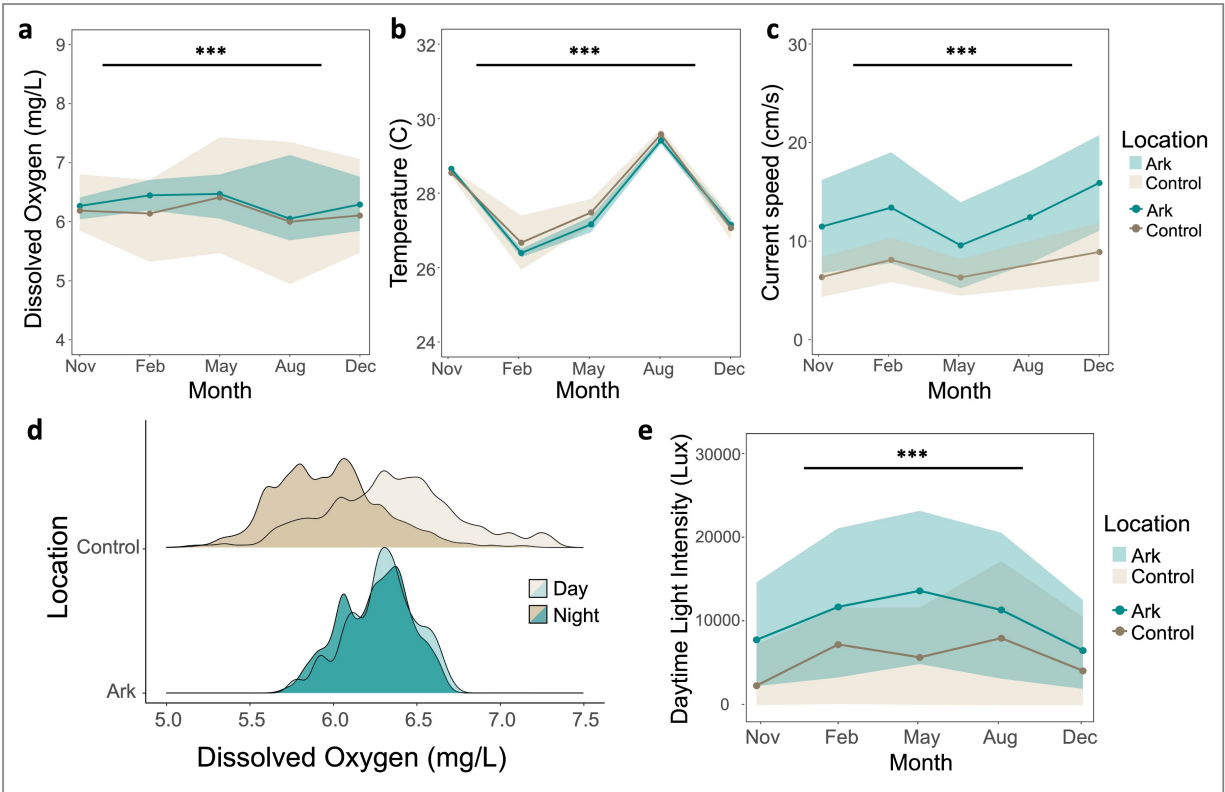 a
***
Dissolved Oxygen (mg/L)
9
8
7
6
5
4
Nov Feb May Aug Dec
Month
b
***
Temperature (C)
32
30
28
26
24
Nov Feb May Aug Dec
Month
c
***
Current speed (cm/s)
30
20
10
0
Nov Feb May Aug Dec
Month
Location
Ark
Control
Ark
Control
d
Location
Control
Ark
Day
Night
5.0 5.5 6.0 6.5 7.0 7.5
Dissolved Oxygen (mg/L)
e
***
Daytime Light Intensity (Lux)
30000
20000
10000
0
Nov Feb May Aug Dec
Month
Location
Ark
Control
Ark
Control